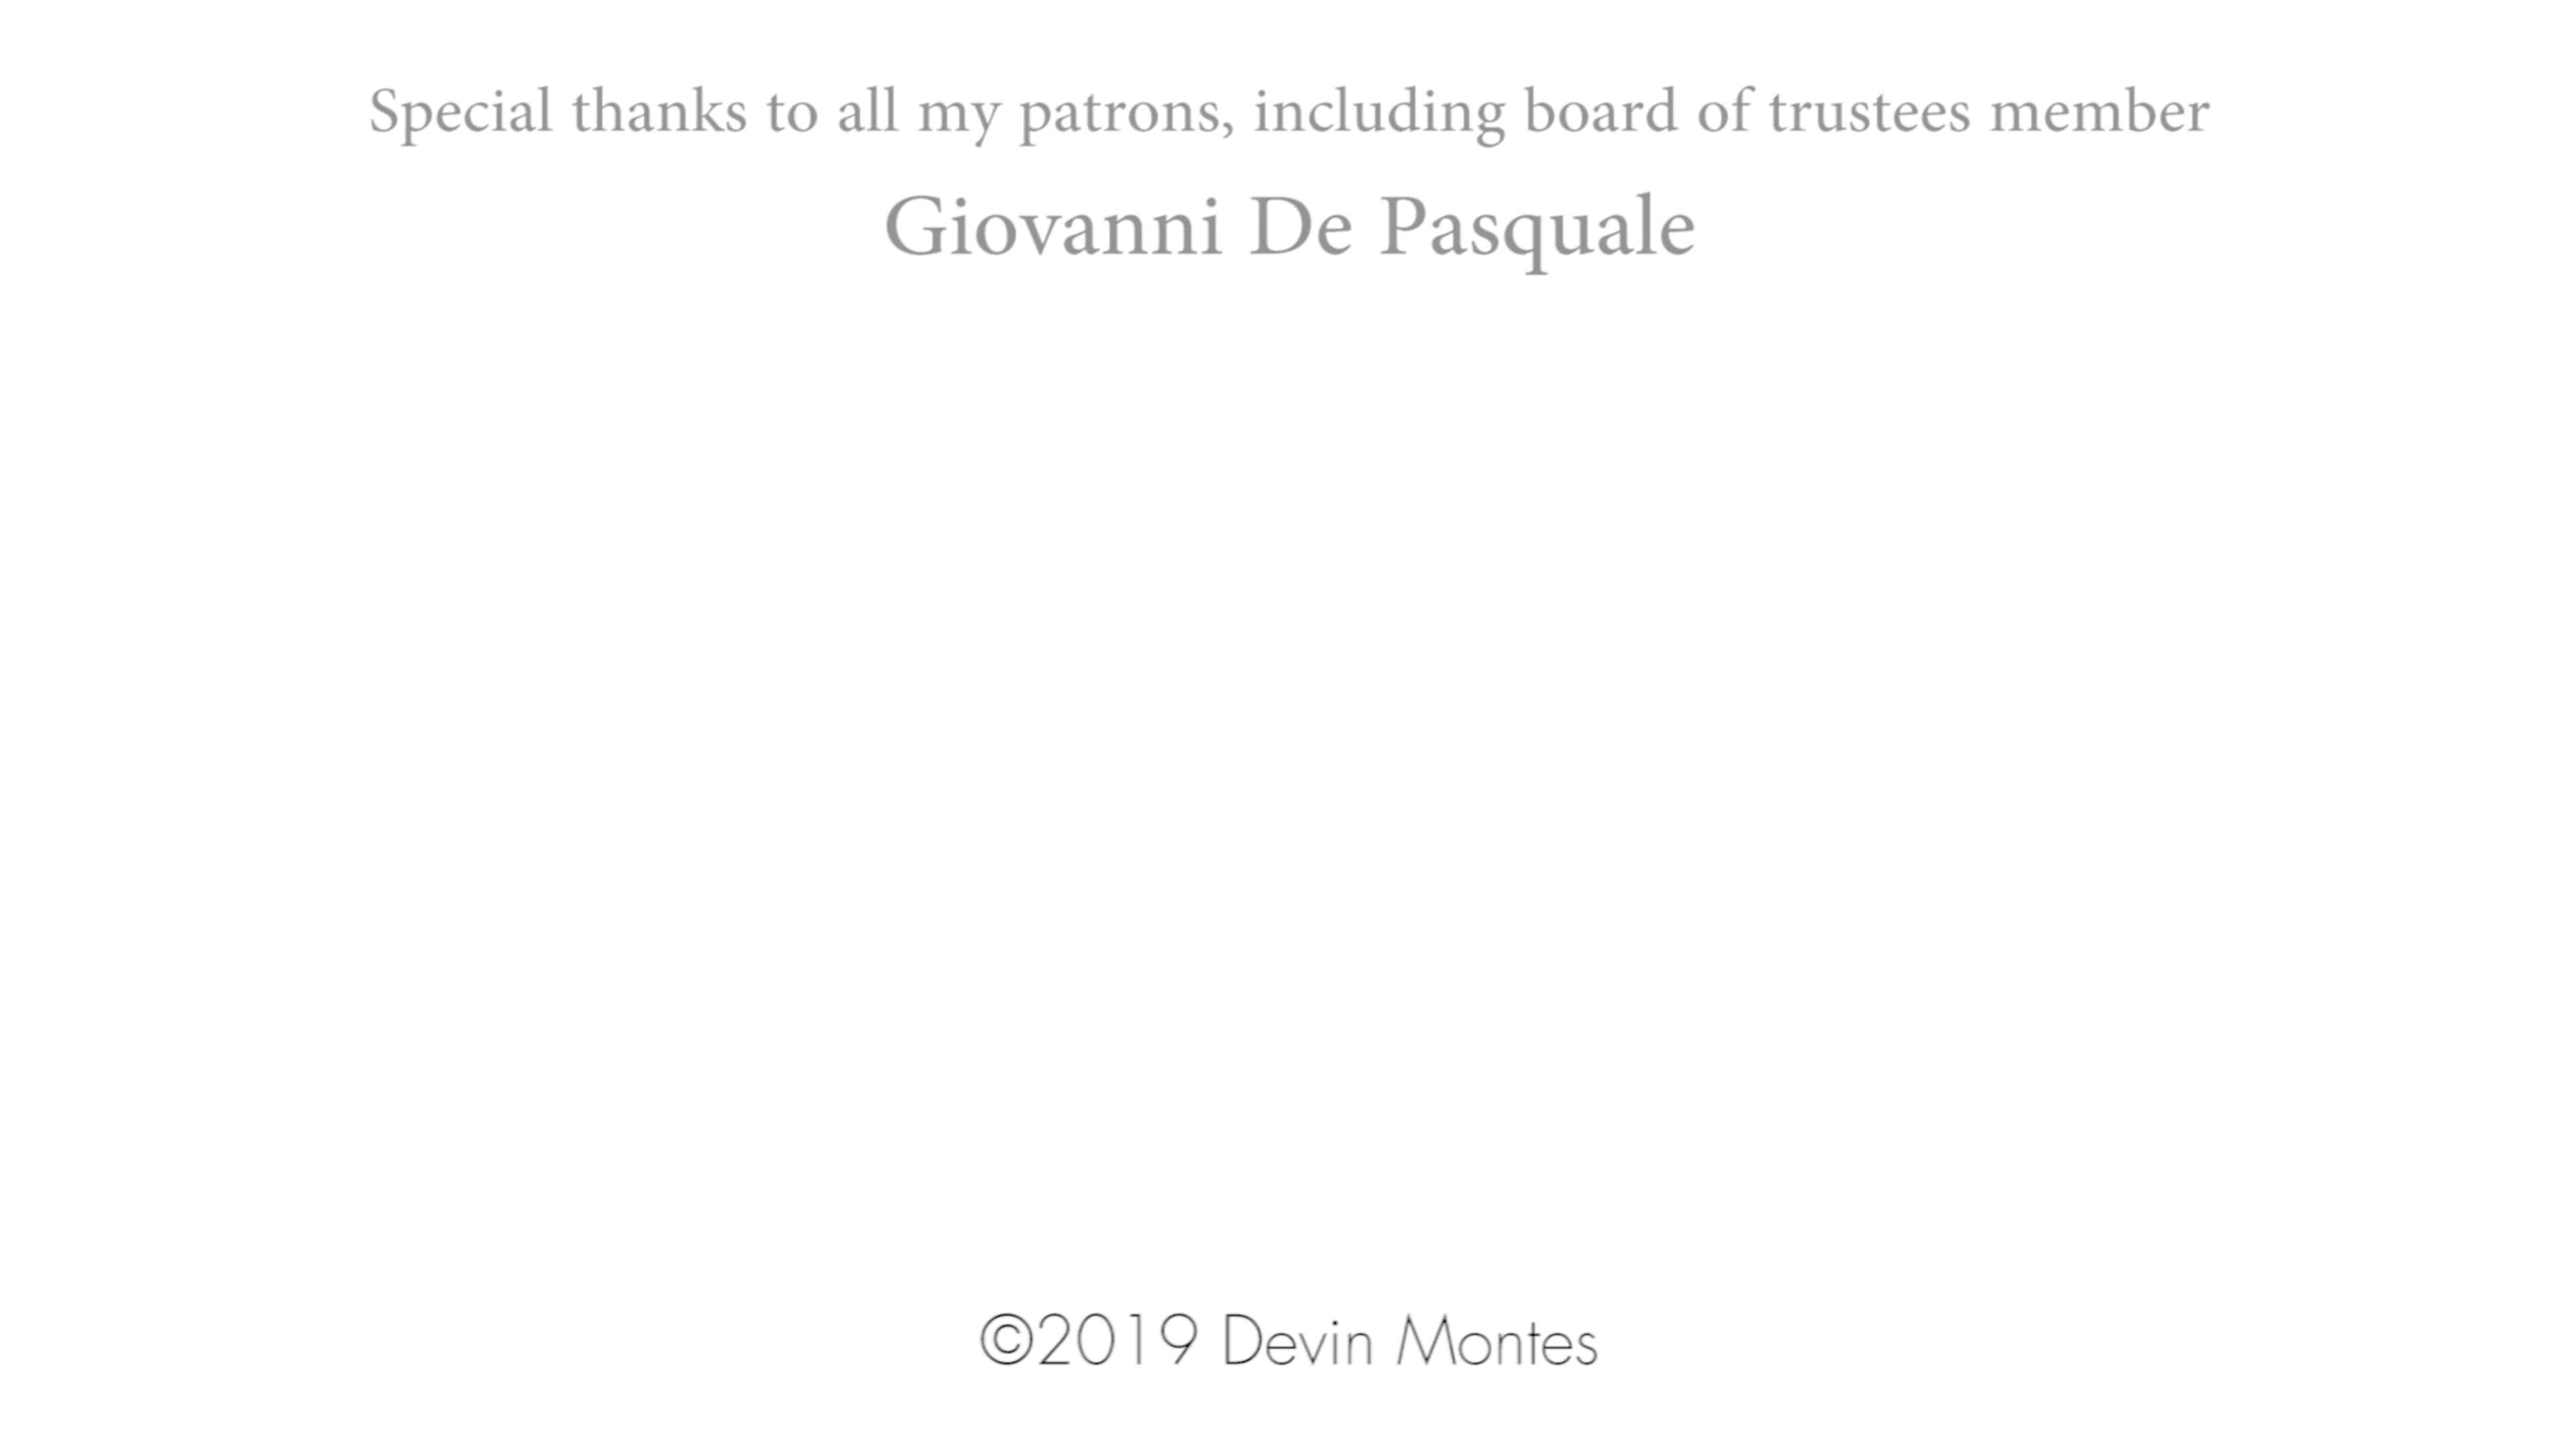 Special thanks to all my patrons, including board of trustees member
Giovanni De Pasquale
©2019 Devin Montes